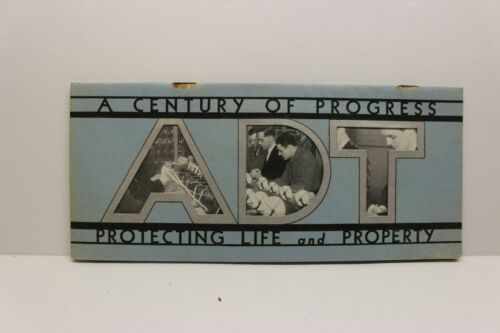 A CENTURY OF PROGRESS
ADT
PROTECTING LIFE and PROPERTY